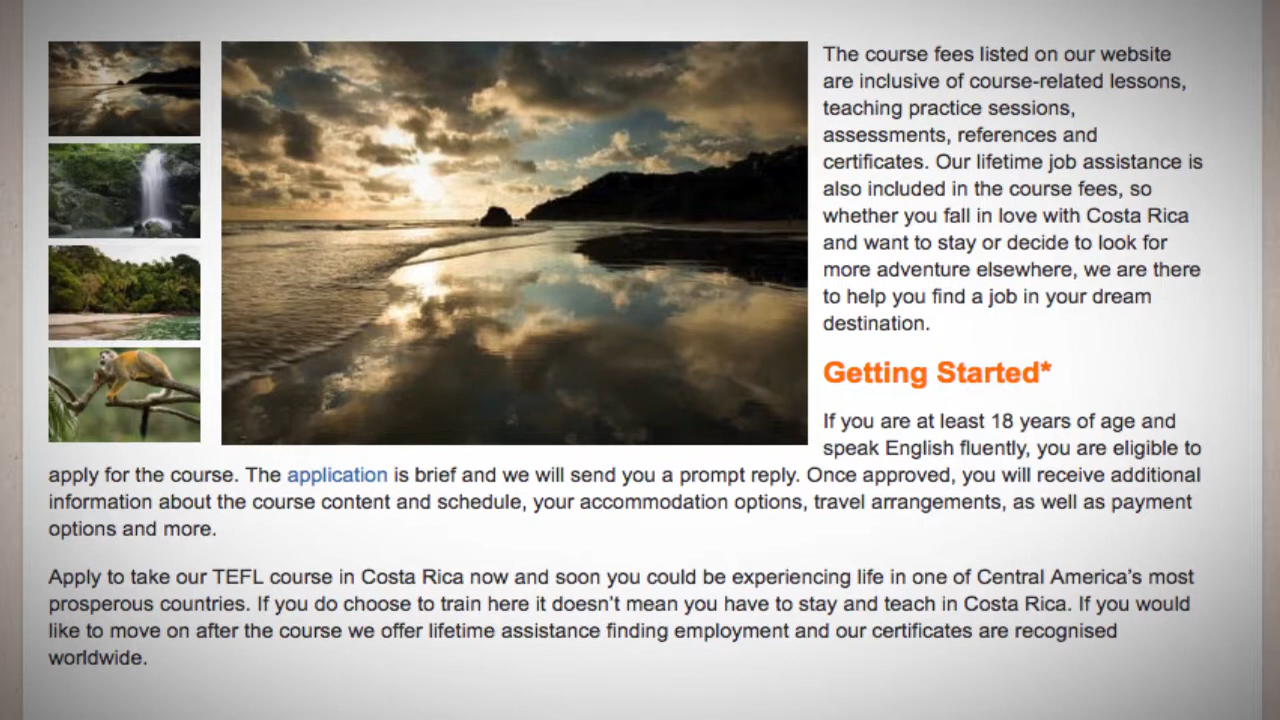 The course fees listed on our website
are inclusive of course-related lessons,
teaching practice sessions,
assessments, references and
certificates. Our lifetime job assistance is
also included in the course fees, so
whether you fall in love with Costa Rica
and want to stay or decide to look for
more adventure elsewhere, we are there
to help you find a job in your dream
destination.
Getting Started*
If you are at least 18 years of age and
speak English fluently, you are eligible to
apply for the course. The application is brief and we will send you a prompt reply. Once approved, you will receive additional
information about the course content and schedule, your accommodation options, travel arrangements, as well as payment
options and more.
Apply to take our TEFL course in Costa Rica now and soon you could be experiencing life in one of Central America's most
prosperous countries. If you do choose to train here it doesn't mean you have to stay and teach in Costa Rica. If you would
like to move on after the course we offer lifetime assistance finding employment and our certificates are recognised
worldwide.